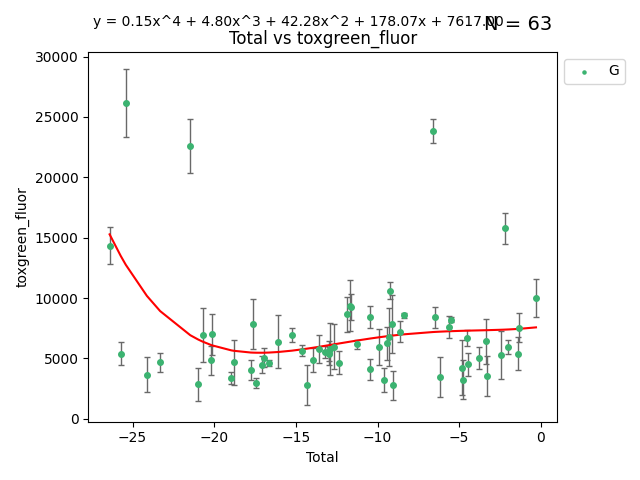 y = 0.15x^4 + 4.80x^3 + 42.28x^2 + 178.07x + 7617.00
N = 63
Total vs toxgreen_fluor
G
30000
25000
20000
15000
10000
5000
0
toxgreen_fluor
−25
−20
−15
−10
−5
0
Total